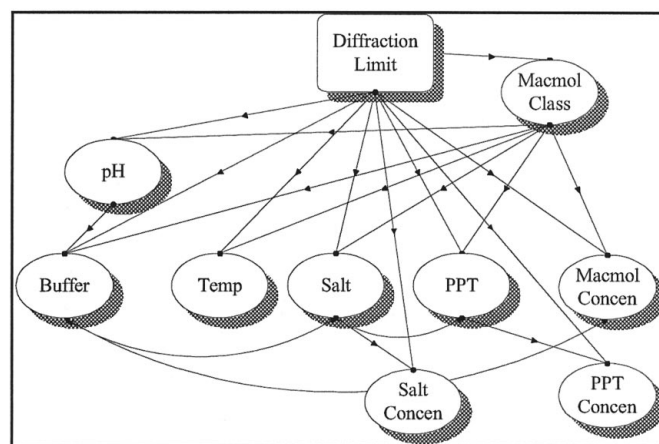 Diffraction
Limit
Macmol
Class
pH
Buffer
Temp
Salt
PPT
Macmol
Concen
Salt
Concen
PPT
Concen